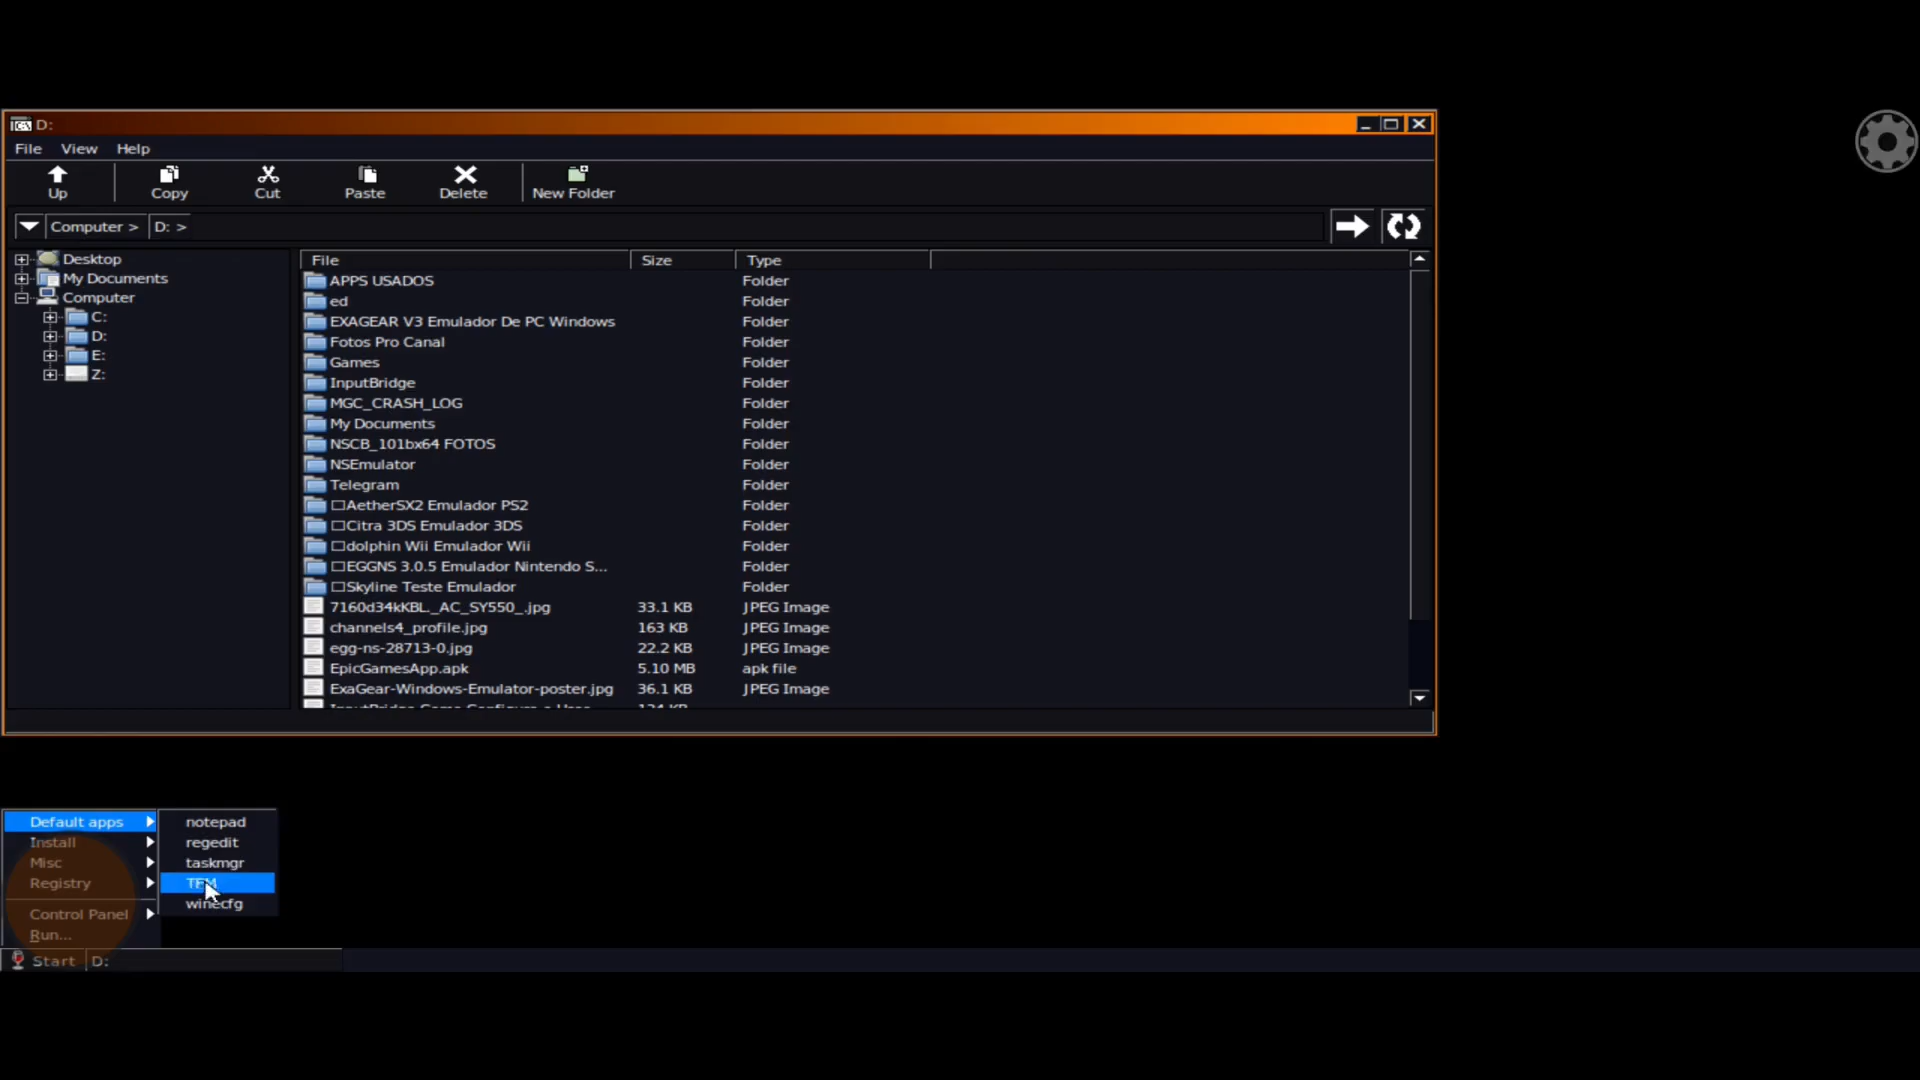 D:
File View Help
Up Copy Cut Paste Delete New Folder
Computer > D: >
Desktop
My Documents
Computer
C:
D:
E:
Z:
File Size Type
APPS USADOS Folder
ed Folder
EXAGEAR V3 Emulador De PC Windows Folder
Fotos Pro Canal Folder
Games Folder
InputBridge Folder
MGC_CRASH_LOG Folder
My Documents Folder
NSCB_101bx64 FOTOS Folder
NSEmulator Folder
Telegram Folder
□AetherSX2 Emulador PS2 Folder
□Citra 3DS Emulador 3DS Folder
□dolphin Wii Emulador Wii Folder
□EGGNS 3.0.5 Emulador Nintendo S... Folder
□Skyline Teste Emulador Folder
7160d34kKBL._AC_SY550_.jpg 33.1 KB JPEG Image
channels4_profile.jpg 163 KB JPEG Image
egg-ns-28713-0.jpg 22.2 KB JPEG Image
EpicGamesApp.apk 5.10 MB apk file
ExaGear-Windows-Emulator-poster.jpg 36.1 KB JPEG Image
Default apps
Install
Misc
Registry
Control Panel
Run...
notepad
regedit
taskmgr
TFM
winecfg
Start D: